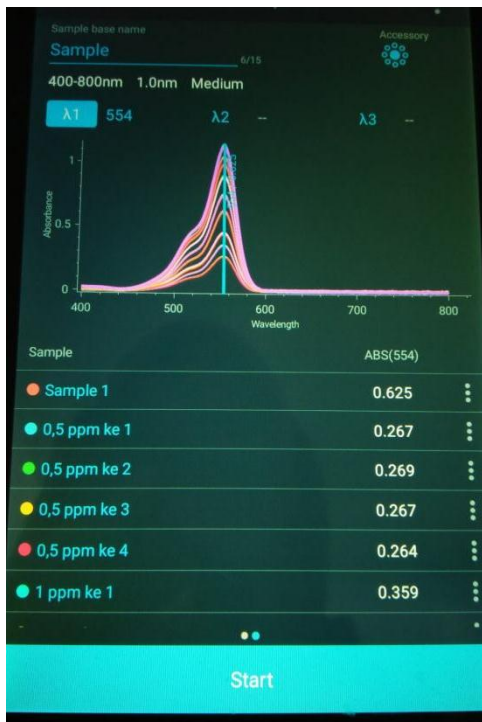 Sample base name
Accessory
Sample
6/15
400-800nm 1.0nm Medium
λ1 554 λ2 -- λ3 --
1
0.5
0
Absorbance
400 500 600 700 800
Wavelength
Sample ABS(554)
Sample 1 0.625
0,5 ppm ke 1 0.267
0,5 ppm ke 2 0.269
0,5 ppm ke 3 0.267
0,5 ppm ke 4 0.264
1 ppm ke 1 0.359
Start